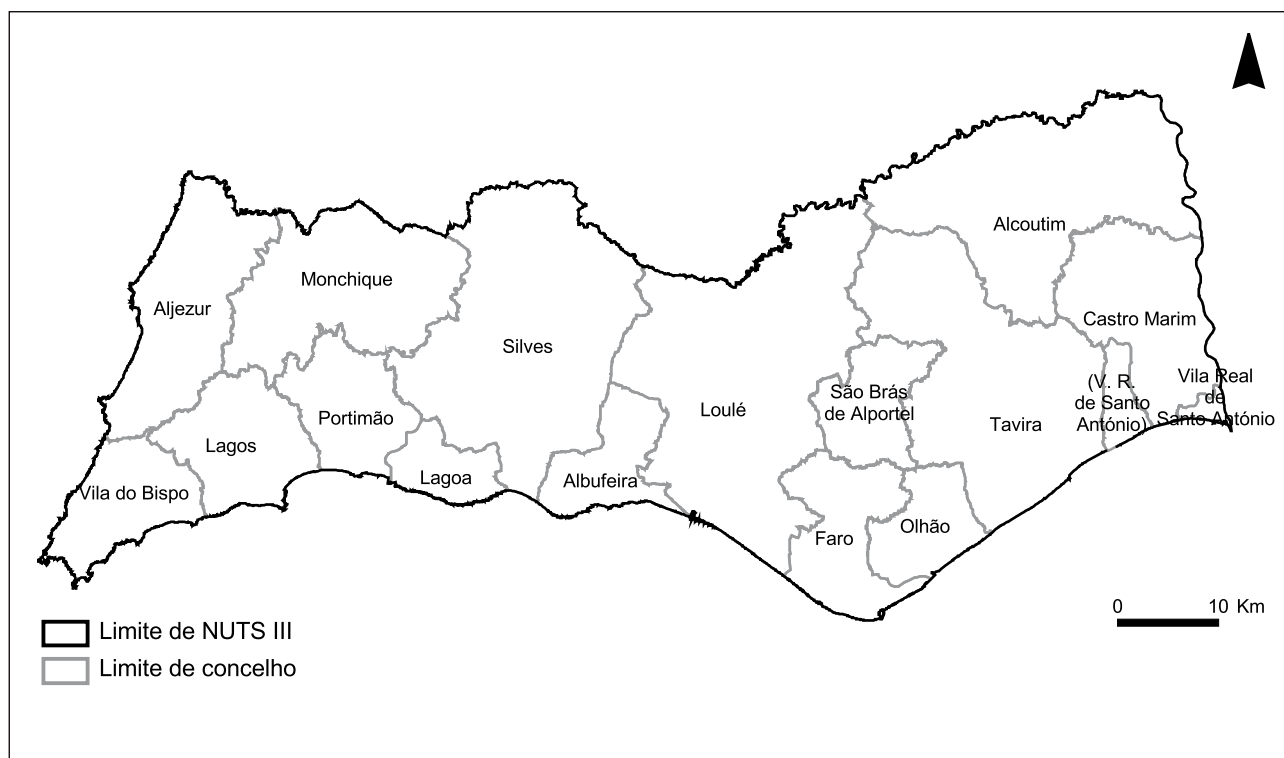 Alcoutim
Monchique
Aljezur
Castro Marim
Silves
Vila Real
de
Santo António
(V. R.
de Santo
António)
São Brás
de Alportel
Loulé
Portimão
Tavira
Lagos
Lagoa
Albufeira
Vila do Bispo
Olhão
Faro
0 10 Km
Limite de NUTS III
Limite de concelho